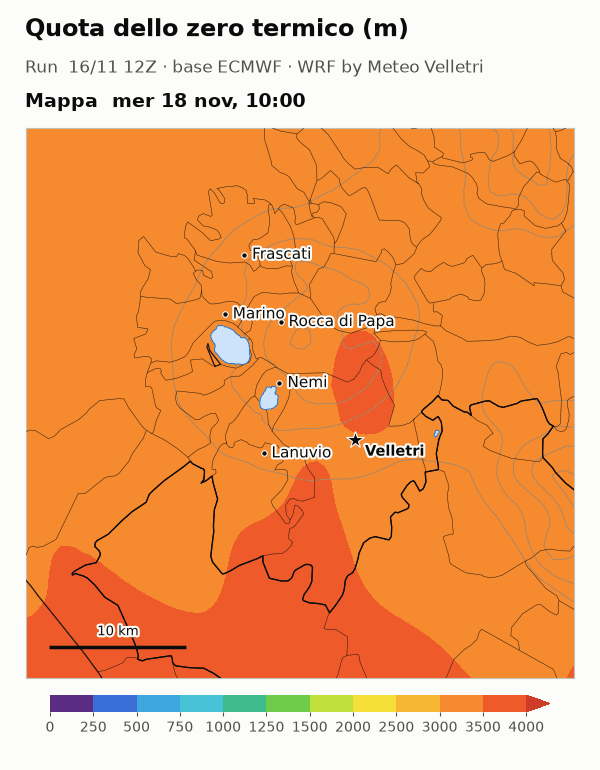 Quota dello zero termico (m)
Run 16/11 12Z · base ECMWF · WRF by Meteo Velletri
Mappa mer 18 nov, 10:00
Frascati
Marino
Rocca di Papa
Nemi
Velletri
Lanuvio
10 km
0 250 500 750 1000 1250 1500 2000 2500 3000 3500 4000